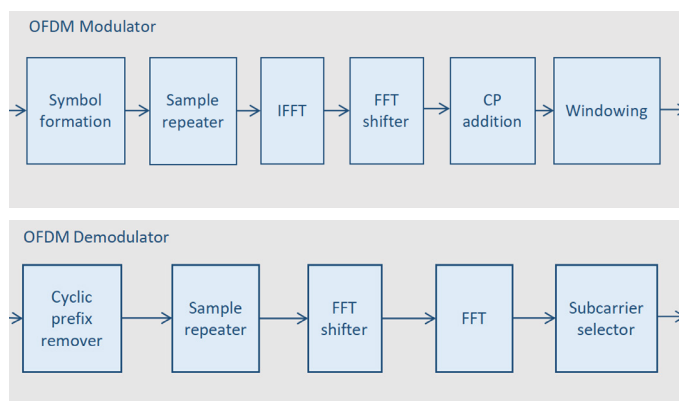 OFDM Modulator
Symbol
formation
Sample
repeater
IFFT
FFT
shifter
CP
addition
Windowing
OFDM Demodulator
Cyclic
prefix
remover
Sample
repeater
FFT
shifter
FFT
Subcarrier
selector